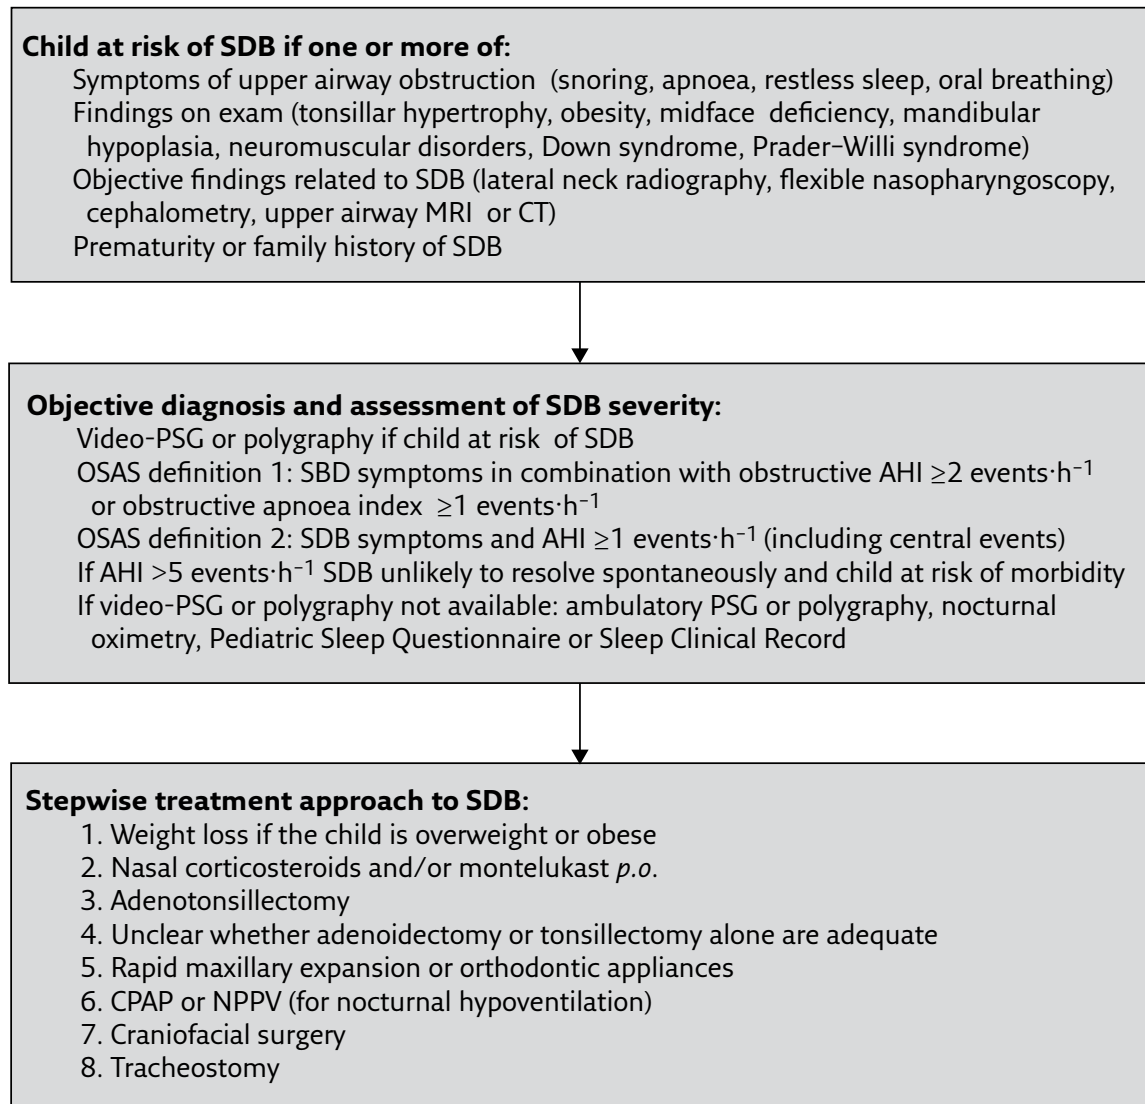 Child at risk of SDB if one or more of:
Symptoms of upper airway obstruction (snoring, apnoea, restless sleep, oral breathing)
Findings on exam (tonsillar hypertrophy, obesity, midface deficiency, mandibular
hypoplasia, neuromuscular disorders, Down syndrome, Prader–Willi syndrome)
Objective findings related to SDB (lateral neck radiography, flexible nasopharyngoscopy,
cephalometry, upper airway MRI or CT)
Prematurity or family history of SDB
Objective diagnosis and assessment of SDB severity:
Video-PSG or polygraphy if child at risk of SDB
OSAS definition 1: SBD symptoms in combination with obstructive AHI ≥2 events·h⁻¹
or obstructive apnoea index ≥1 events·h⁻¹
OSAS definition 2: SDB symptoms and AHI ≥1 events·h⁻¹ (including central events)
If AHI >5 events·h⁻¹ SDB unlikely to resolve spontaneously and child at risk of morbidity
If video-PSG or polygraphy not available: ambulatory PSG or polygraphy, nocturnal
oximetry, Pediatric Sleep Questionnaire or Sleep Clinical Record
Stepwise treatment approach to SDB:
1. Weight loss if the child is overweight or obese
2. Nasal corticosteroids and/or montelukast p.o.
3. Adenotonsillectomy
4. Unclear whether adenoidectomy or tonsillectomy alone are adequate
5. Rapid maxillary expansion or orthodontic appliances
6. CPAP or NPPV (for nocturnal hypoventilation)
7. Craniofacial surgery
8. Tracheostomy